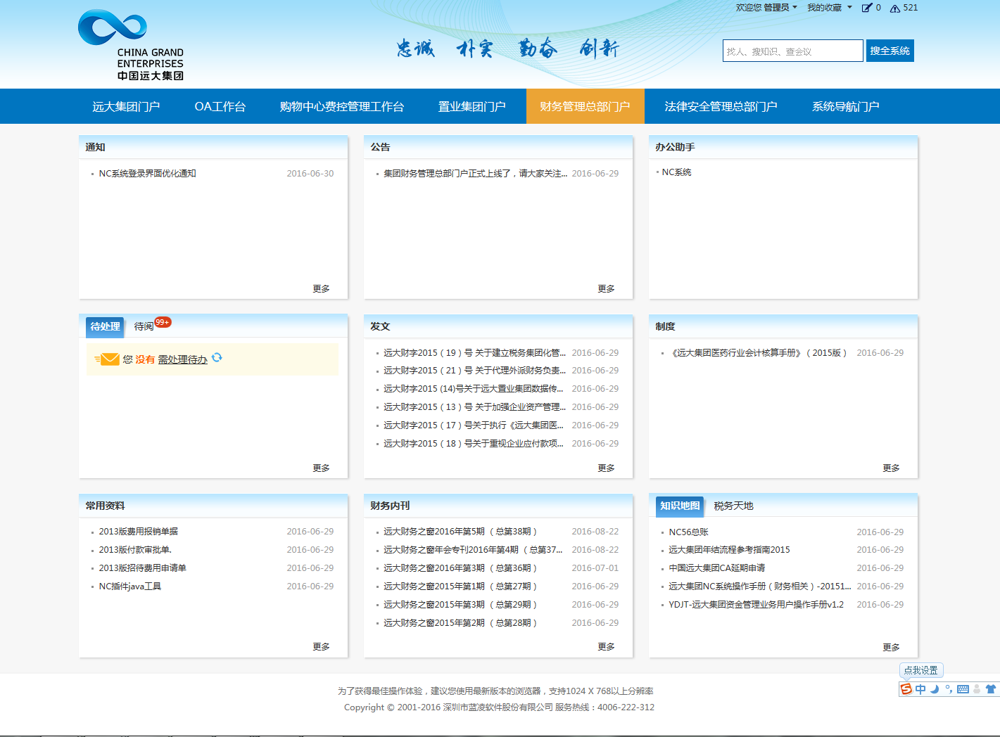 欢迎您 管理员 我的收藏 0 521
CHINA GRAND
ENTERPRISES
中国远大集团
忠诚 朴实 勤奋 创新
找人、搜知识、查会议 搜全系统
远大集团门户 OA工作台 购物中心费控管理工作台 置业集团门户 财务管理总部门户 法律安全管理总部门户 系统导航门户
通知
NC系统登录界面优化通知 2016-06-30
更多
公告
集团财务管理总部门户正式上线了，请大家关注... 2016-06-29
更多
办公助手
NC系统
待处理 待阅 99+
您 没有 需处理待办
更多
发文
远大财字2015（19）号 关于建立税务集团化管... 2016-06-29
远大财字2015（21）号 关于代理外派财务负责... 2016-06-29
远大财字2015 (14)号关于远大置业集团数据传... 2016-06-29
远大财字2015（13）号 关于加强企业资产管理... 2016-06-29
远大财字2015（17）号关于执行《远大集团医... 2016-06-29
远大财字2015（18）号关于重视企业应付款项... 2016-06-29
更多
制度
《远大集团医药行业会计核算手册》（2015版） 2016-06-29
更多
常用资料
2013版费用报销单据 2016-06-29
2013版付款审批单. 2016-06-29
2013版招待费用申请单 2016-06-29
NC插件java工具 2016-06-29
更多
财务内刊
远大财务之窗2016年第5期 （总第38期） 2016-08-22
远大财务之窗年会专刊2016年第4期 （总第37... 2016-08-22
远大财务之窗2016年第3期 （总第36期） 2016-07-01
远大财务之窗2015年第1期 （总第27期） 2016-06-29
远大财务之窗2015年第3期 （总第29期） 2016-06-29
远大财务之窗2015年第2期 （总第28期） 2016-06-29
更多
知识地图 税务天地
NC56总账 2016-06-29
远大集团年结流程参考指南2015 2016-06-29
中国远大集团CA延期申请 2016-06-29
远大集团NC系统操作手册（财务相关）-20151... 2016-06-29
YDJT-远大集团资金管理业务用户操作手册v1.2 2016-06-29
更多
点我设置
中
为了获得最佳操作体验，建议您使用最新版本的浏览器，支持1024 X 768以上分辨率
Copyright © 2001-2016 深圳市蓝凌软件股份有限公司 服务热线：4006-222-312